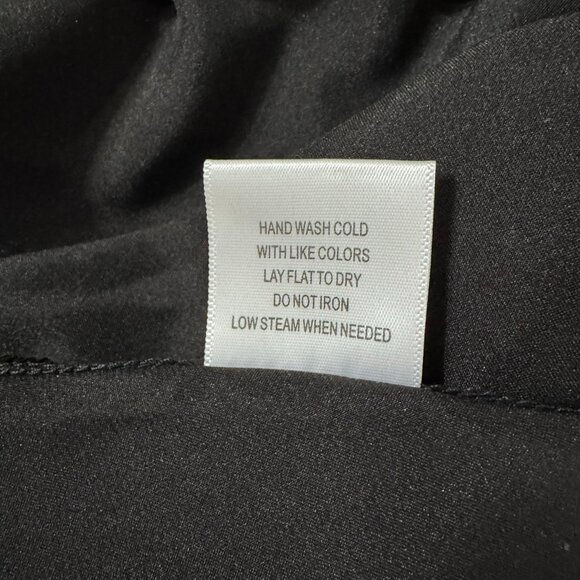 HAND WASH COLD
WITH LIKE COLORS
LAY FLAT TO DRY
DO NOT IRON
LOW STEAM WHEN NEEDED